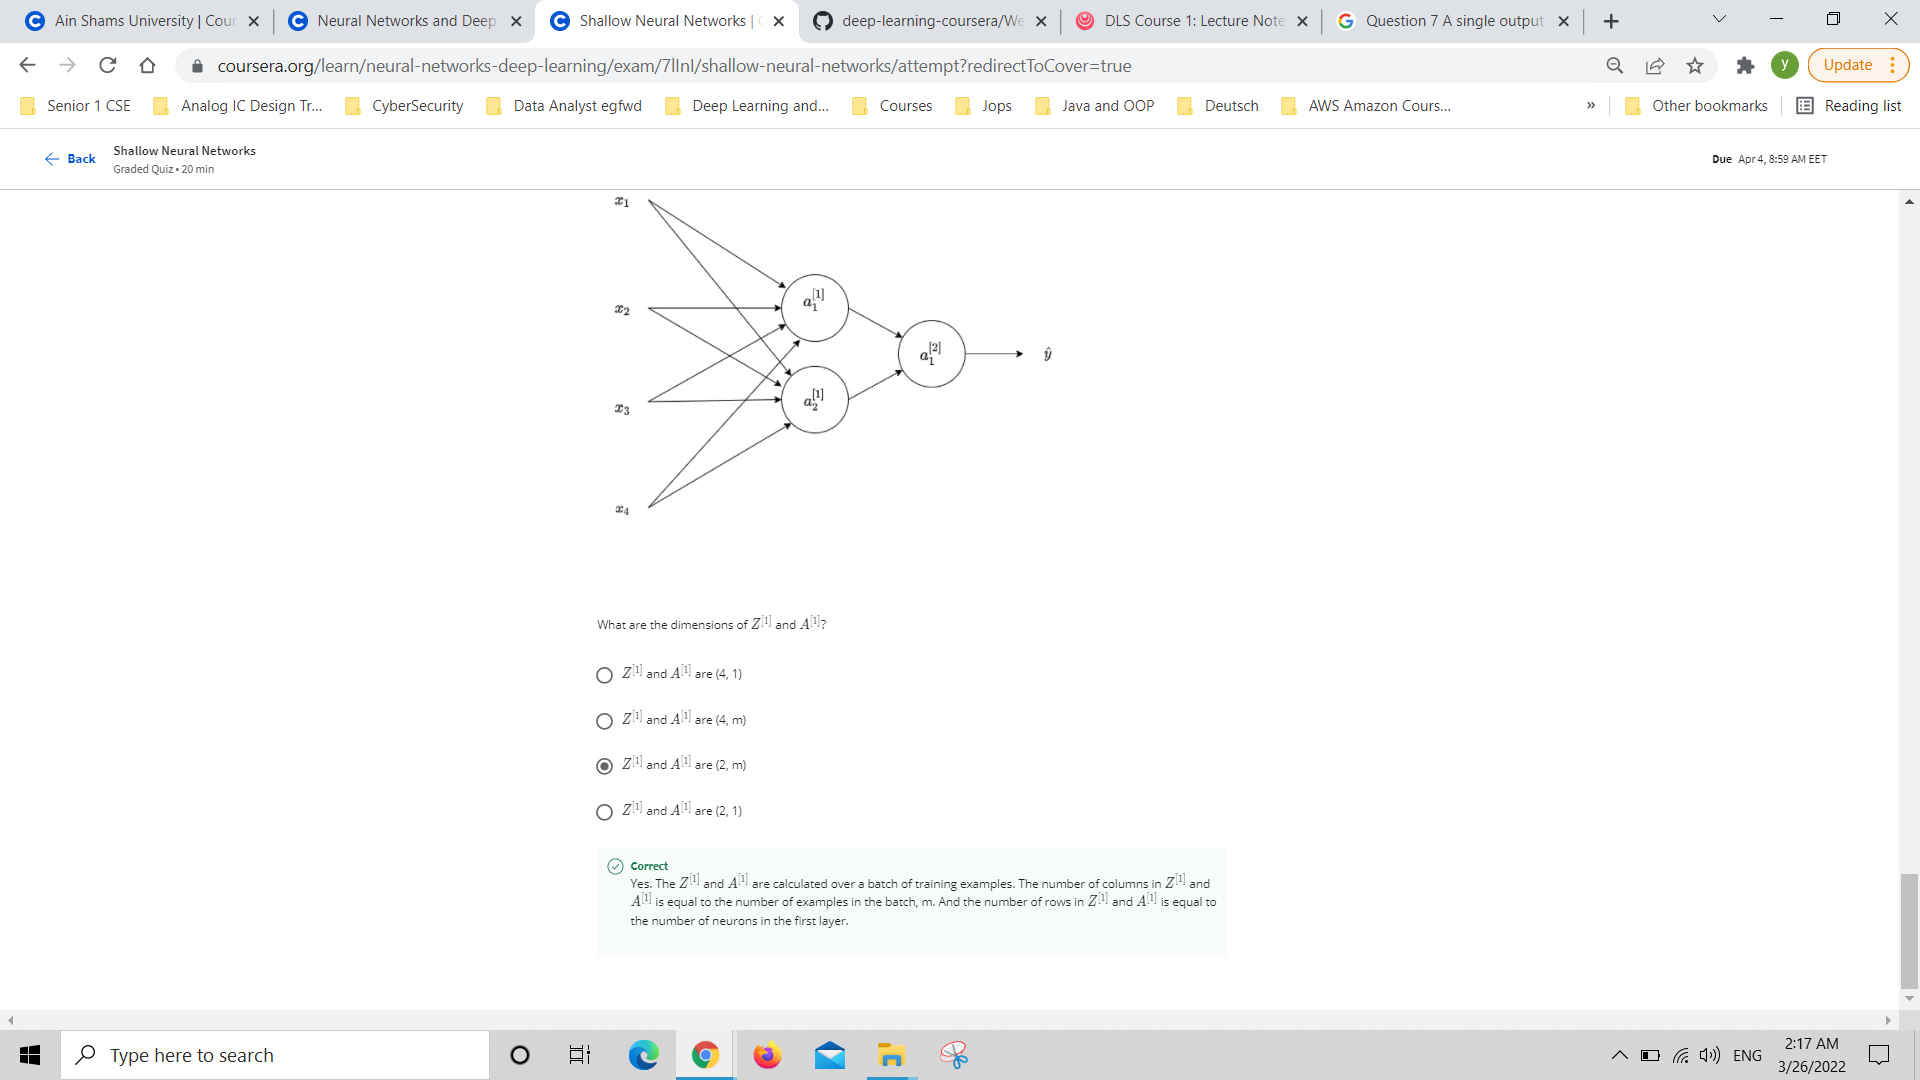 Ain Shams University | Cour
Neural Networks and Deep
Shallow Neural Networks |
deep-learning-coursera/We
DLS Course 1: Lecture Note
Question 7 A single output
coursera.org/learn/neural-networks-deep-learning/exam/7lInI/shallow-neural-networks/attempt?redirectToCover=true
y
Update
Senior 1 CSE
Analog IC Design Tr...
CyberSecurity
Data Analyst egfwd
Deep Learning and...
Courses
Jops
Java and OOP
Deutsch
AWS Amazon Cours...
»
Other bookmarks
Reading list
Back
Shallow Neural Networks
Graded Quiz • 20 min
Due Apr 4, 8:59 AM EET
x1
x2
x3
x4
a1[1]
a2[1]
a1[2]
ŷ
What are the dimensions of Z[1] and A[1]?
Z[1] and A[1] are (4, 1)
Z[1] and A[1] are (4, m)
Z[1] and A[1] are (2, m)
Z[1] and A[1] are (2, 1)
Correct
Yes. The Z[1] and A[1] are calculated over a batch of training examples. The number of columns in Z[1] and
A[1] is equal to the number of examples in the batch, m. And the number of rows in Z[1] and A[1] is equal to
the number of neurons in the first layer.
Type here to search
ENG
2:17 AM
3/26/2022